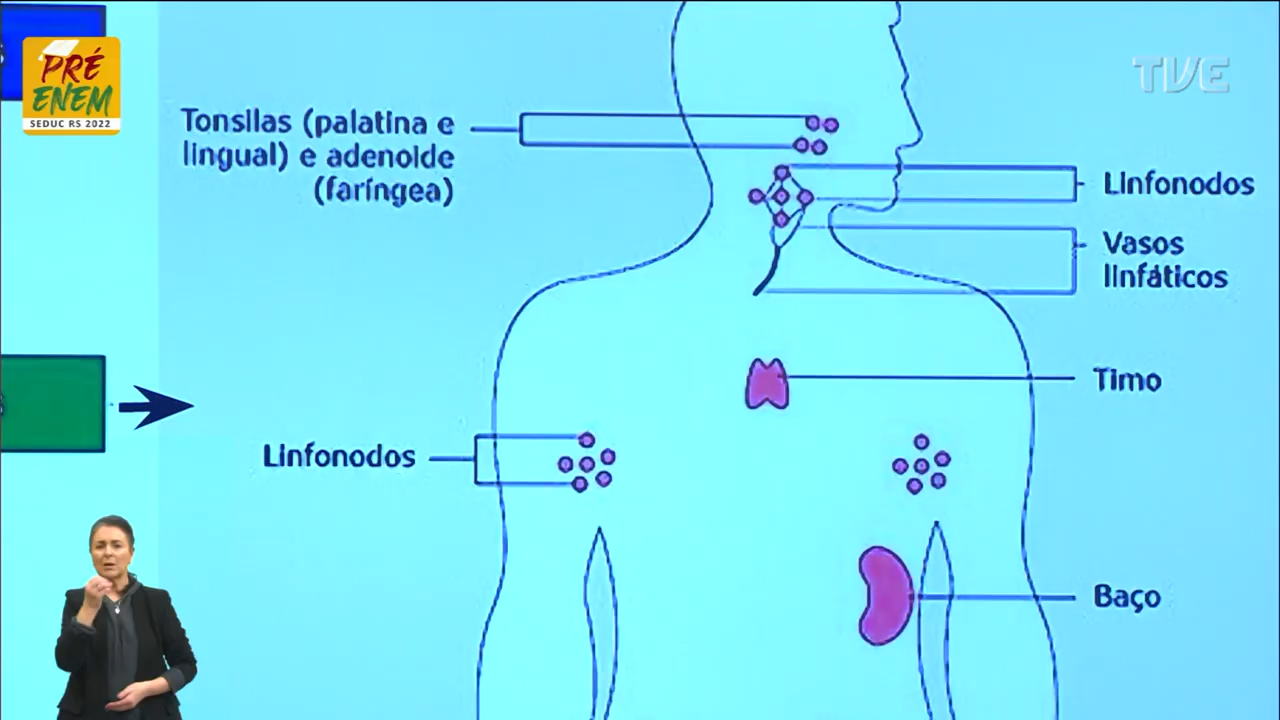 PRÉ
ENEM
SEDUC RS 2022
TVE
Tonsilas (palatina e
lingual) e adenoide
(faríngea)
Linfonodos
Vasos
linfáticos
Timo
Linfonodos
Baço